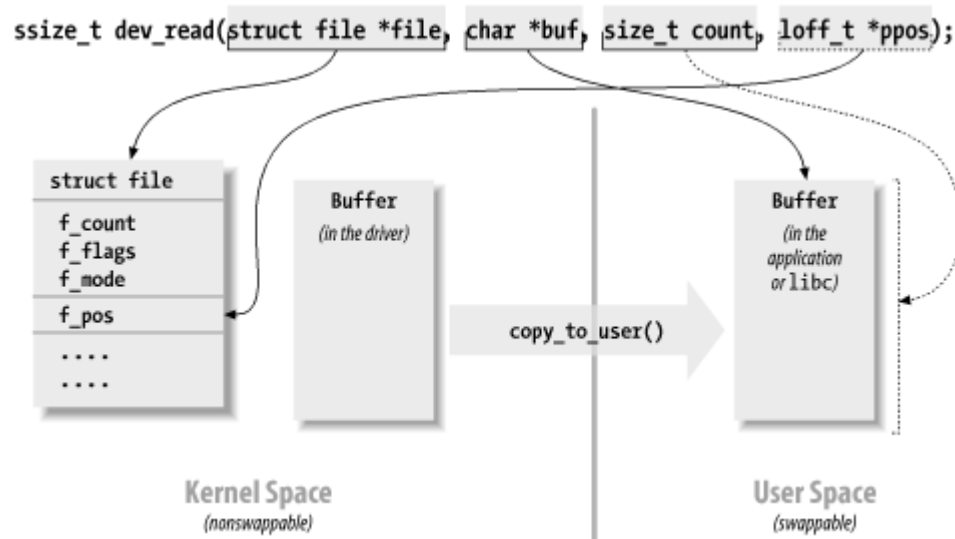 ssize_t dev_read(struct file *file, char *buf, size_t count, loff_t *ppos);
struct file
f_count
f_flags
f_mode
f_pos
....
....
Buffer
(in the driver)
copy_to_user()
Buffer
(in the
application
or libc)
Kernel Space
(nonswappable)
User Space
(swappable)